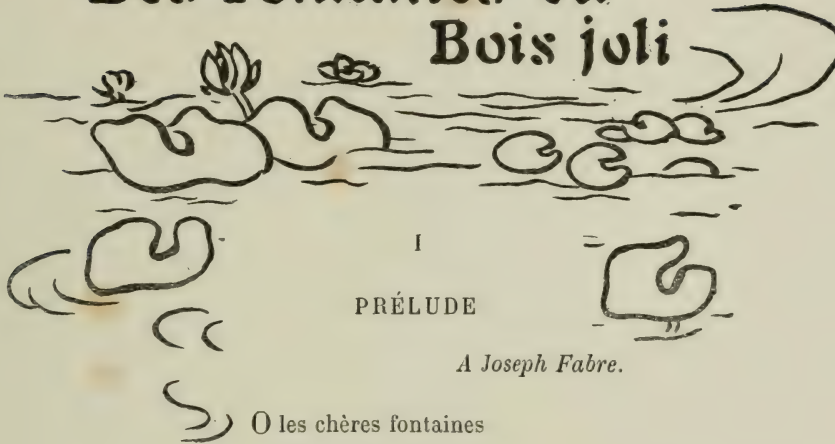 Bois joli
I
PRÉLUDE
A Joseph Fabre.
O les chères fontaines